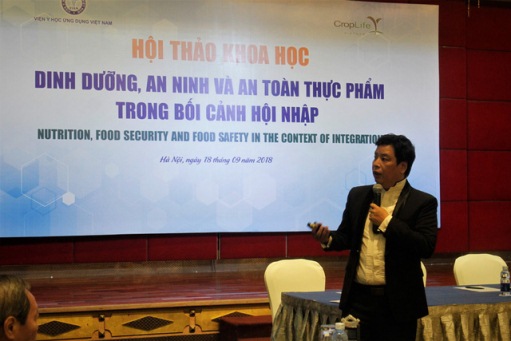 VIỆN Y HỌC ỨNG DỤNG VIỆT NAM
CropLife
HỘI THẢO KHOA HỌC
DINH DƯỠNG, AN NINH VÀ AN TOÀN THỰC PHẨM
TRONG BỐI CẢNH HỘI NHẬP
NUTRITION, FOOD SECURITY AND FOOD SAFETY IN THE CONTEXT OF INTEGRATION
Hà Nội, ngày 18 tháng 09 năm 2018